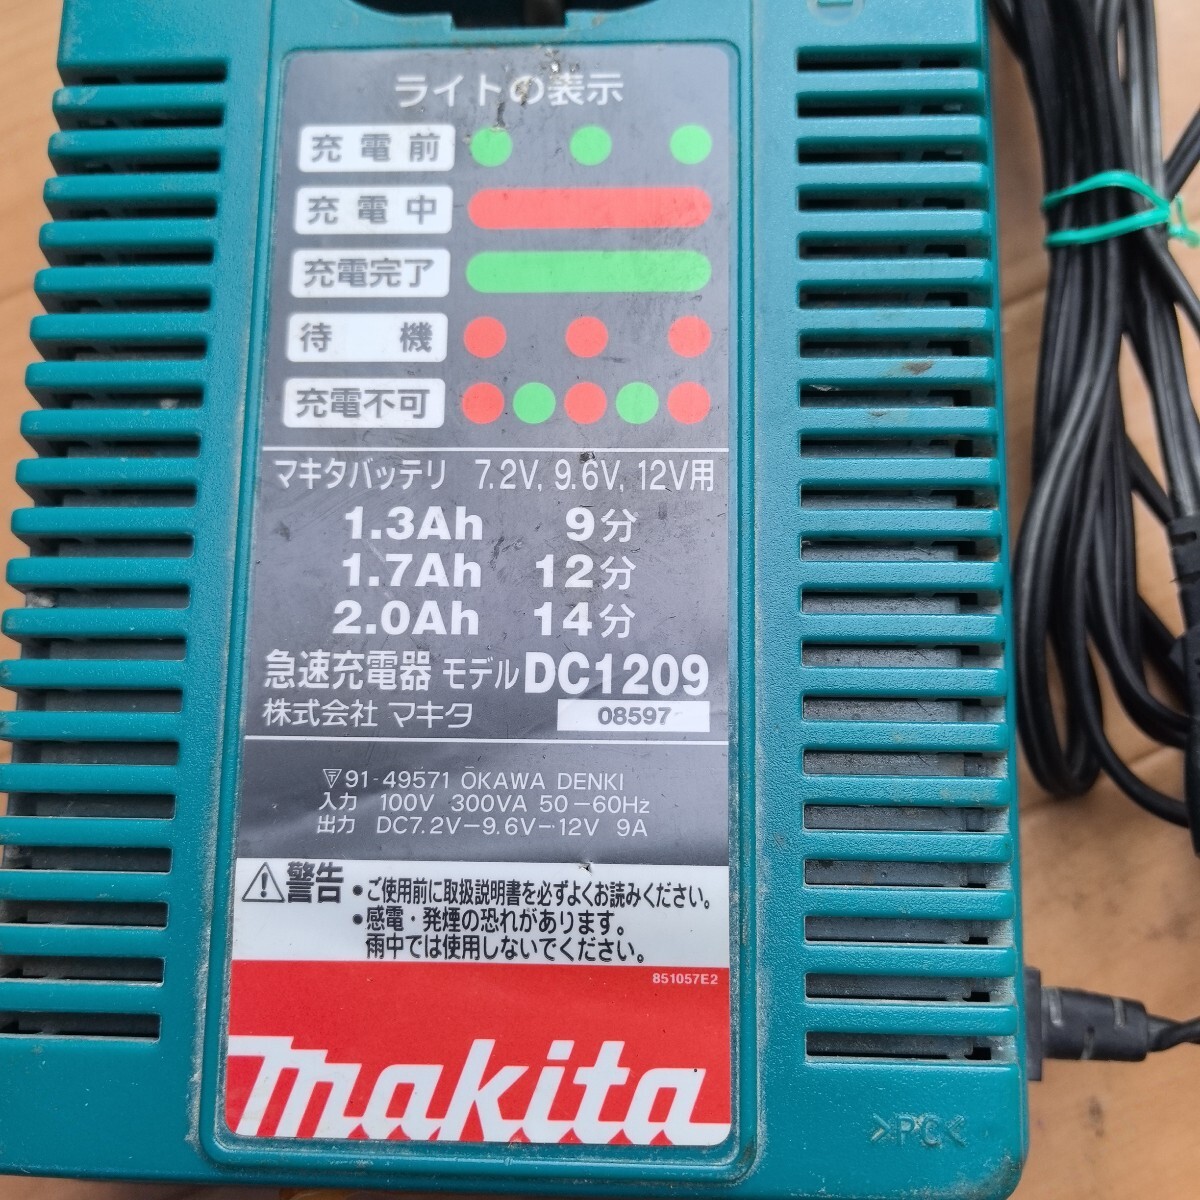 ライトの表示
充電前
充電中
充電完了
待機
充電不可
マキタバッテリ 7.2V, 9.6V, 12V用
1.3Ah 9分
1.7Ah 12分
2.0Ah 14分
急速充電器 モデル DC1209
株式会社 マキタ 08597
91-49571 ŌKAWA DENKI
入力 100V 300VA 50-60Hz
出力 DC7.2V-9.6V-12V 9A
警告 •ご使用前に取扱説明書を必ずよくお読みください。
•感電・発煙の恐れがあります。
雨中では使用しないでください。
851057E2
makita
>PC<